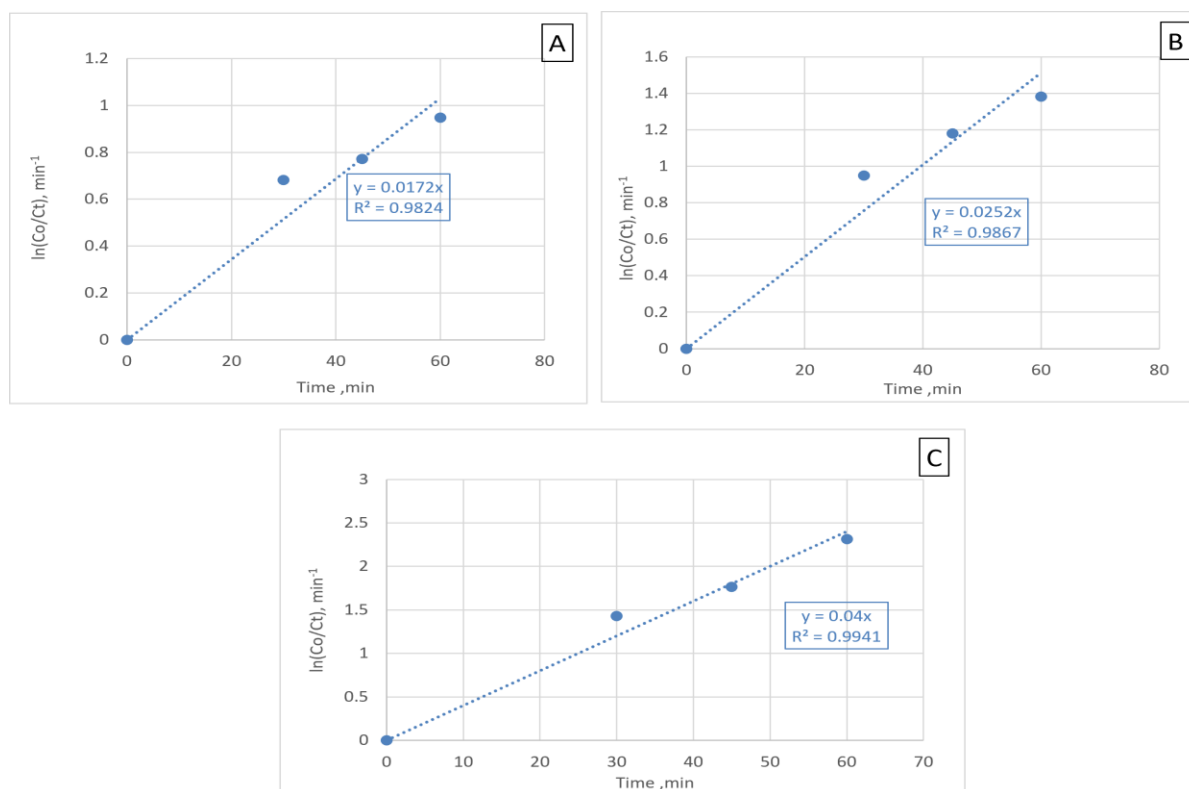 A
1.2
1
0.8
0.6
0.4
0.2
0
ln(Co/Ct), min⁻¹
y = 0.0172x
R² = 0.9824
0 20 40 60 80
Time ,min
B
1.6
1.4
1.2
1
0.8
0.6
0.4
0.2
0
ln(Co/Ct), min⁻¹
y = 0.0252x
R² = 0.9867
0 20 40 60 80
Time ,min
C
3
2.5
2
1.5
1
0.5
0
ln(Co/Ct), min⁻¹
y = 0.04x
R² = 0.9941
0 10 20 30 40 50 60 70
Time ,min